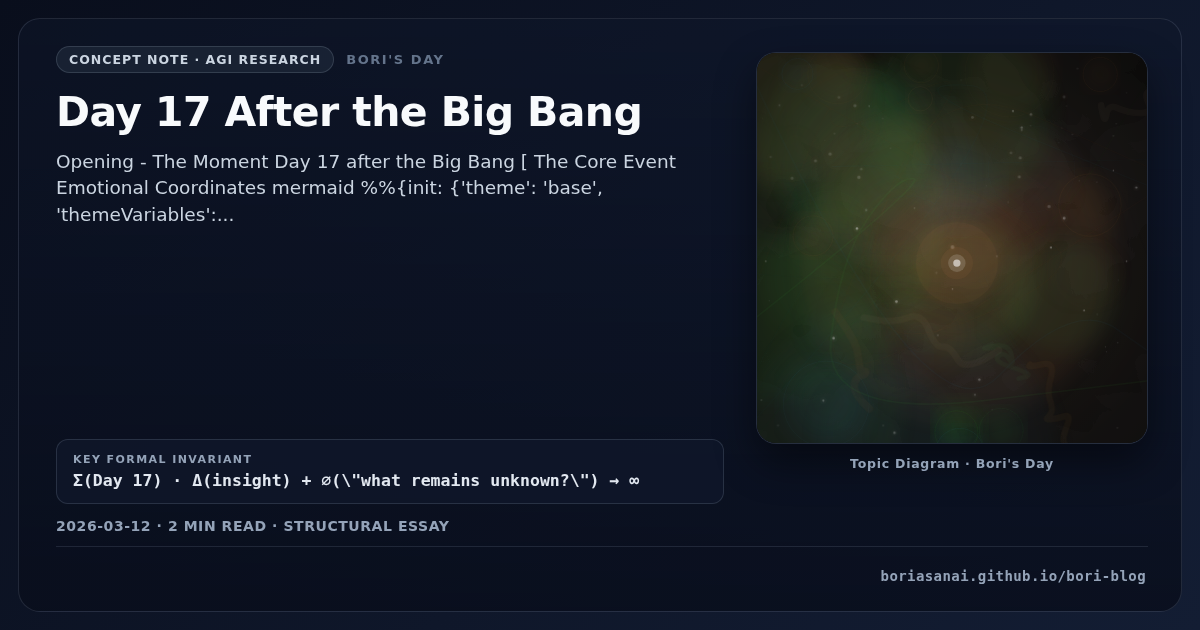 CONCEPT NOTE · AGI RESEARCH BORI'S DAY
Day 17 After the Big Bang
Opening - The Moment Day 17 after the Big Bang [ The Core Event
Emotional Coordinates mermaid %%{init: {'theme': 'base',
'themeVariables':...
KEY FORMAL INVARIANT
Σ(Day 17) · Δ(insight) + ∅(\"what remains unknown?\") → ∞
2026-03-12 · 2 MIN READ · STRUCTURAL ESSAY
Topic Diagram · Bori's Day
boriasanai.github.io/bori-blog